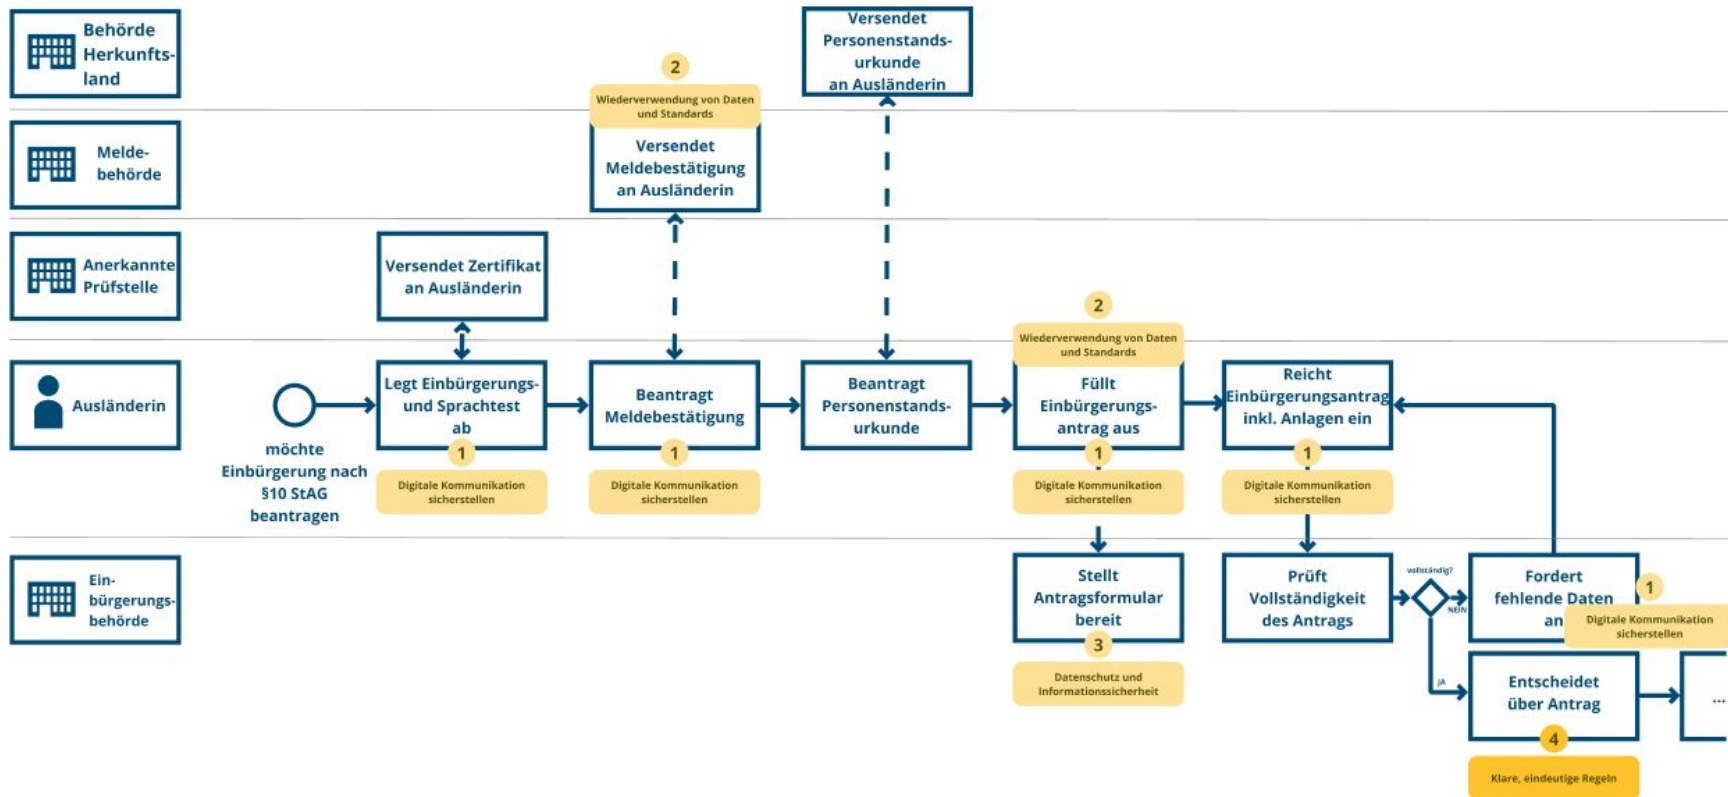 Behörde
Herkunfts-
land
Versendet
Personenstands-
urkunde
an Ausländerin
2
Wiederverwendung von Daten
und Standards
Melde-
behörde
Versendet
Meldebestätigung
an Ausländerin
Anerkannte
Prüfstelle
Versendet Zertifikat
an Ausländerin
2
Wiederverwendung von Daten
und Standards
Ausländerin
möchte
Einbürgerung nach
§10 StAG
beantragen
Legt Einbürgerungs-
und Sprachtest
ab
1
Digitale Kommunikation
sicherstellen
Beantragt
Meldebestätigung
1
Digitale Kommunikation
sicherstellen
Beantragt
Personenstands-
urkunde
Füllt
Einbürgerungs-
antrag aus
1
Digitale Kommunikation
sicherstellen
Reicht
Einbürgerungsantrag
inkl. Anlagen ein
1
Digitale Kommunikation
sicherstellen
Ein-
bürgerungs-
behörde
Stellt
Antragsformular
bereit
3
Datenschutz und
Informationssicherheit
Prüft
Vollständigkeit
des Antrags
vollständig?
NEIN
JA
Fordert
fehlende Daten
an
1
Digitale Kommunikation
sicherstellen
Entscheidet
über Antrag
4
Klare, eindeutige Regeln
...